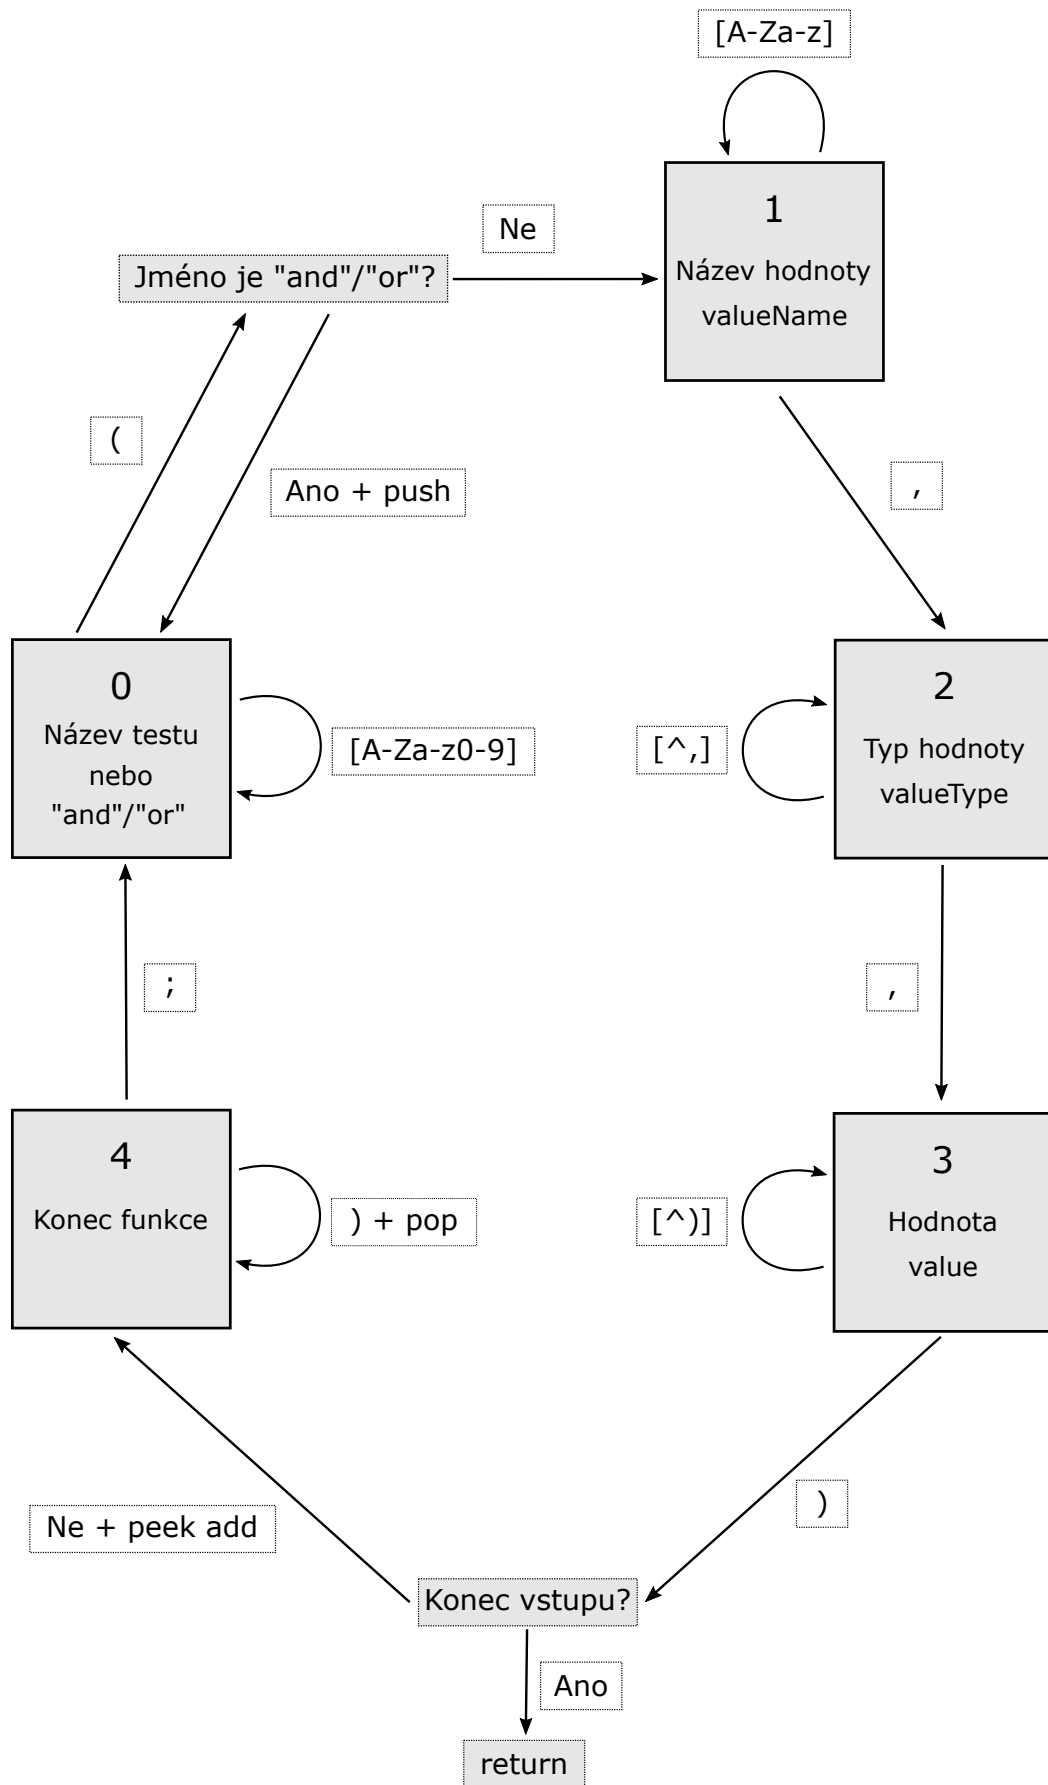 [A-Za-z]
1
Název hodnoty
valueName
Ne
Jméno je "and"/"or"?
(
Ano + push
,
0
Název testu
nebo
"and"/"or"
[A-Za-z0-9]
[^,]
2
Typ hodnoty
valueType
;
,
4
Konec funkce
) + pop
[^)]
3
Hodnota
value
Ne + peek add
)
Konec vstupu?
Ano
return